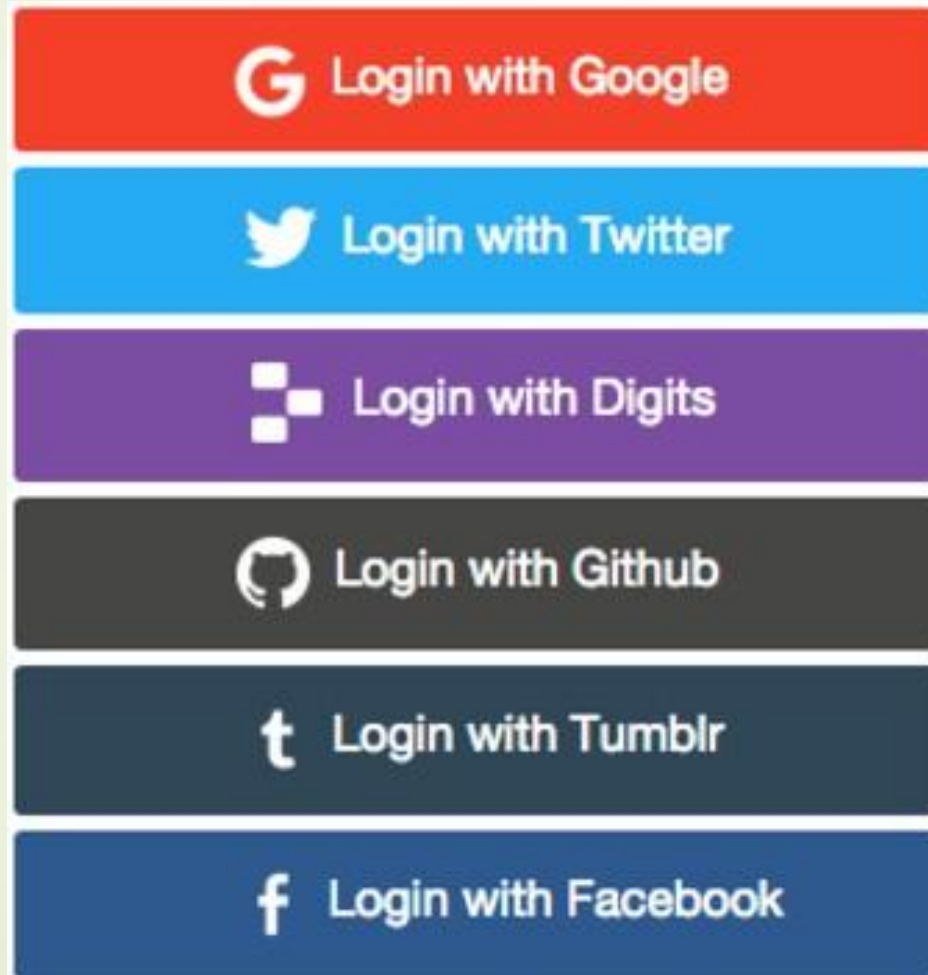 Login with Google
Login with Twitter
Login with Digits
Login with Github
Login with Tumblr
Login with Facebook